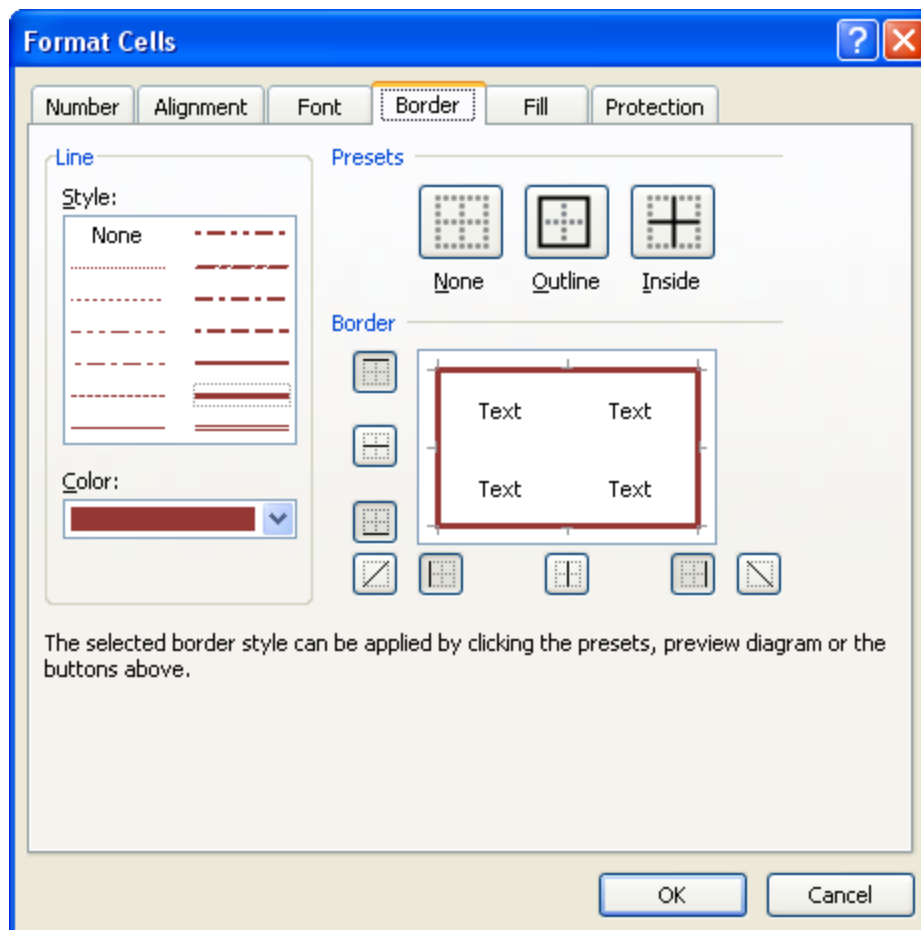 Format Cells
Number Alignment Font Border Fill Protection
Line
Style:
None
Color:
Presets
None Outline Inside
Border
Text Text
Text Text
The selected border style can be applied by clicking the presets, preview diagram or the
buttons above.
OK Cancel